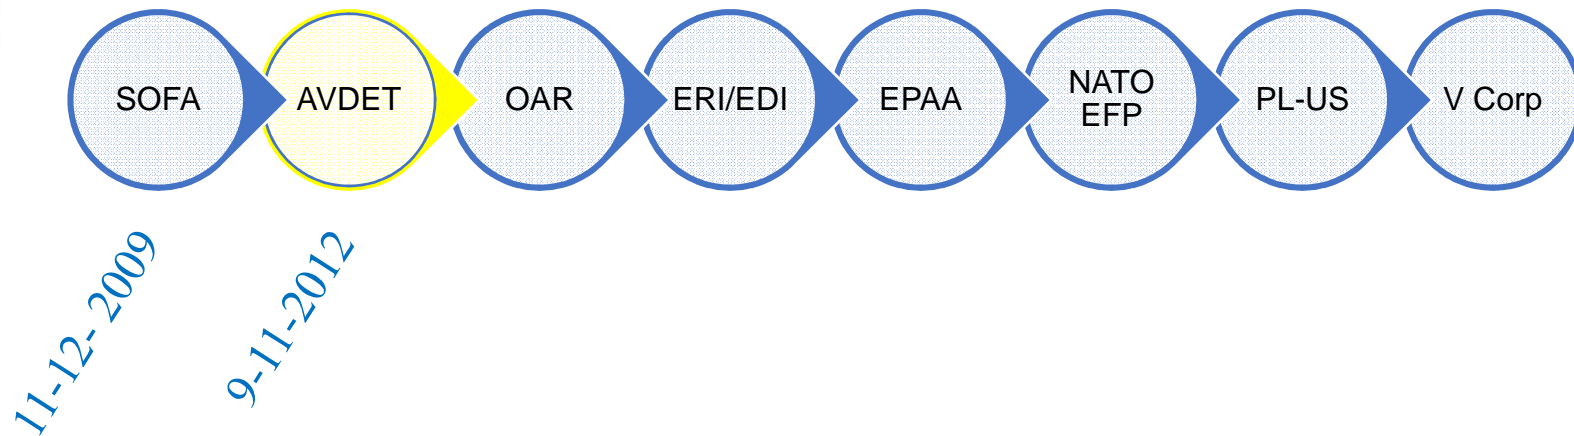 SOFA
AVDET
OAR
ERI/EDI
EPAA
NATO
EFP
PL-US
V Corp
11-12- 2009
9-11-2012